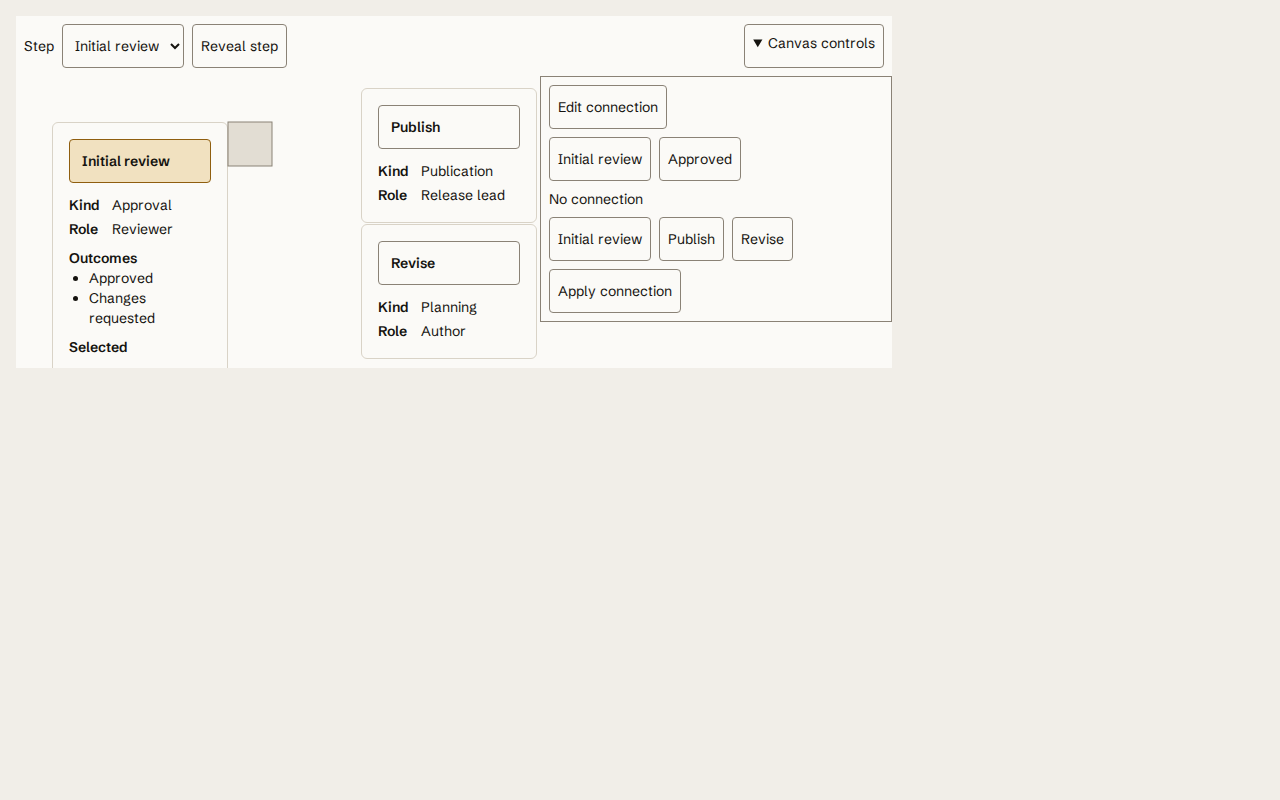 Step Initial review Reveal step
Canvas controls
Initial review
Kind Approval
Role Reviewer
Outcomes
Approved
Changes
requested
Selected
Publish
Kind Publication
Role Release lead
Revise
Kind Planning
Role Author
Edit connection
Initial review Approved
No connection
Initial review Publish Revise
Apply connection